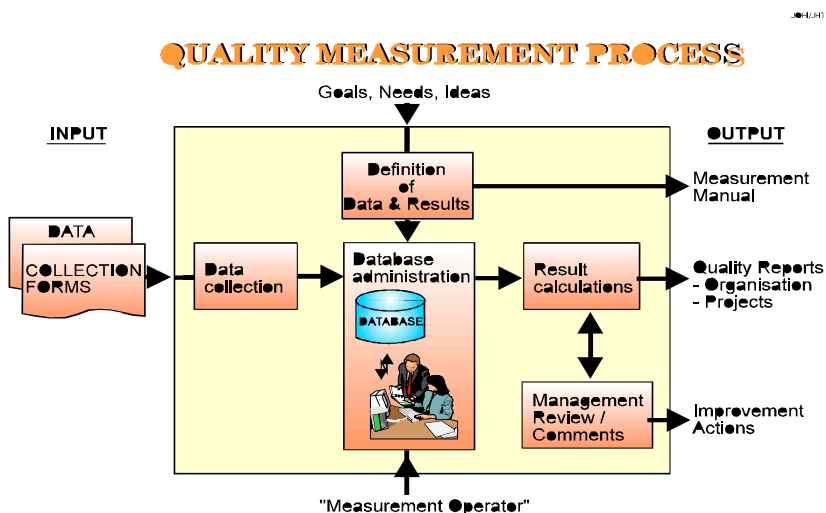 JOH/JHT
QUALITY MEASUREMENT PROCESS
Goals, Needs, Ideas
INPUT
OUTPUT
Definition
of
Data & Results
Measurement
Manual
DATA
COLLECTION
FORMS
Data
collection
Database
administration
DATABASE
Result
calculations
Quality Reports
- Organisation
- Projects
Management
Review /
Comments
Improvement
Actions
"Measurement Operator"